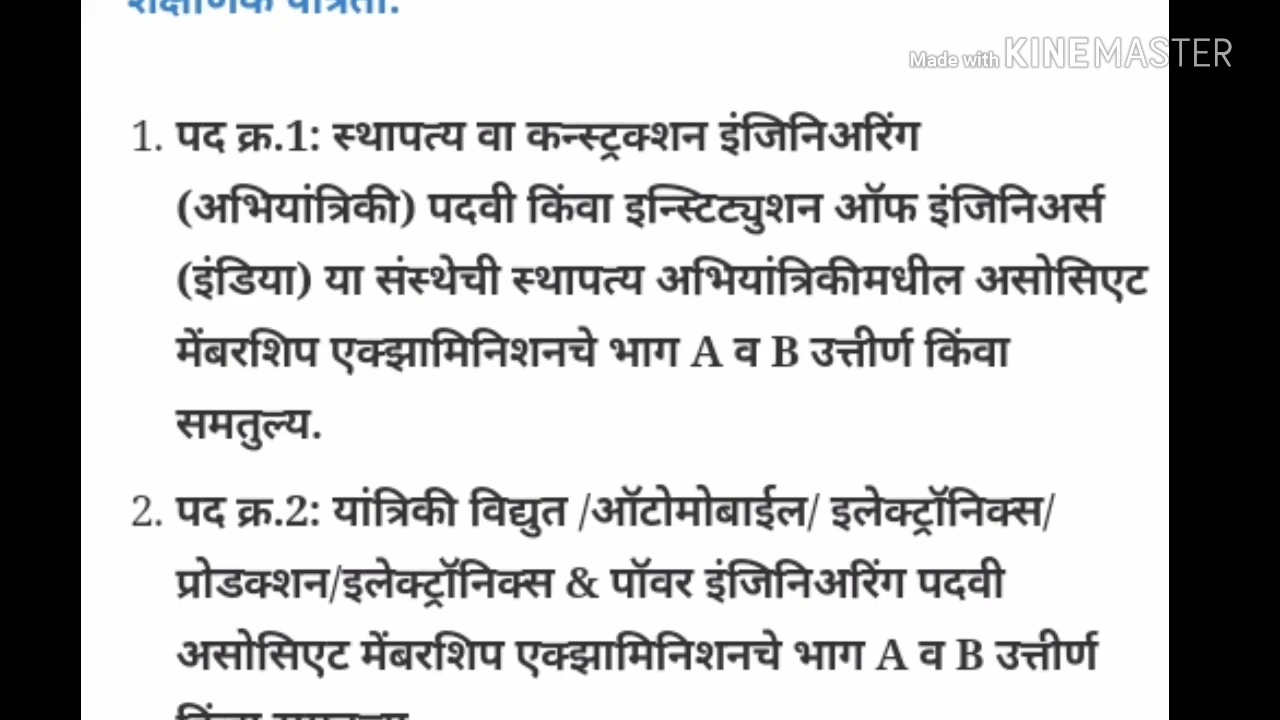 शैक्षणिक पात्रता:
Made with KINEMASTER
1. पद क्र.1: स्थापत्य वा कन्स्ट्रक्शन इंजिनिअरिंग
(अभियांत्रिकी) पदवी किंवा इन्स्टिट्युशन ऑफ इंजिनिअर्स
(इंडिया) या संस्थेची स्थापत्य अभियांत्रिकीमधील असोसिएट
मेंबरशिप एक्झामिनिशनचे भाग A व B उत्तीर्ण किंवा
समतुल्य.
2. पद क्र.2: यांत्रिकी विद्युत /ऑटोमोबाईल/ इलेक्ट्रॉनिक्स/
प्रोडक्शन/इलेक्ट्रॉनिक्स & पॉवर इंजिनिअरिंग पदवी
असोसिएट मेंबरशिप एक्झामिनिशनचे भाग A व B उत्तीर्ण